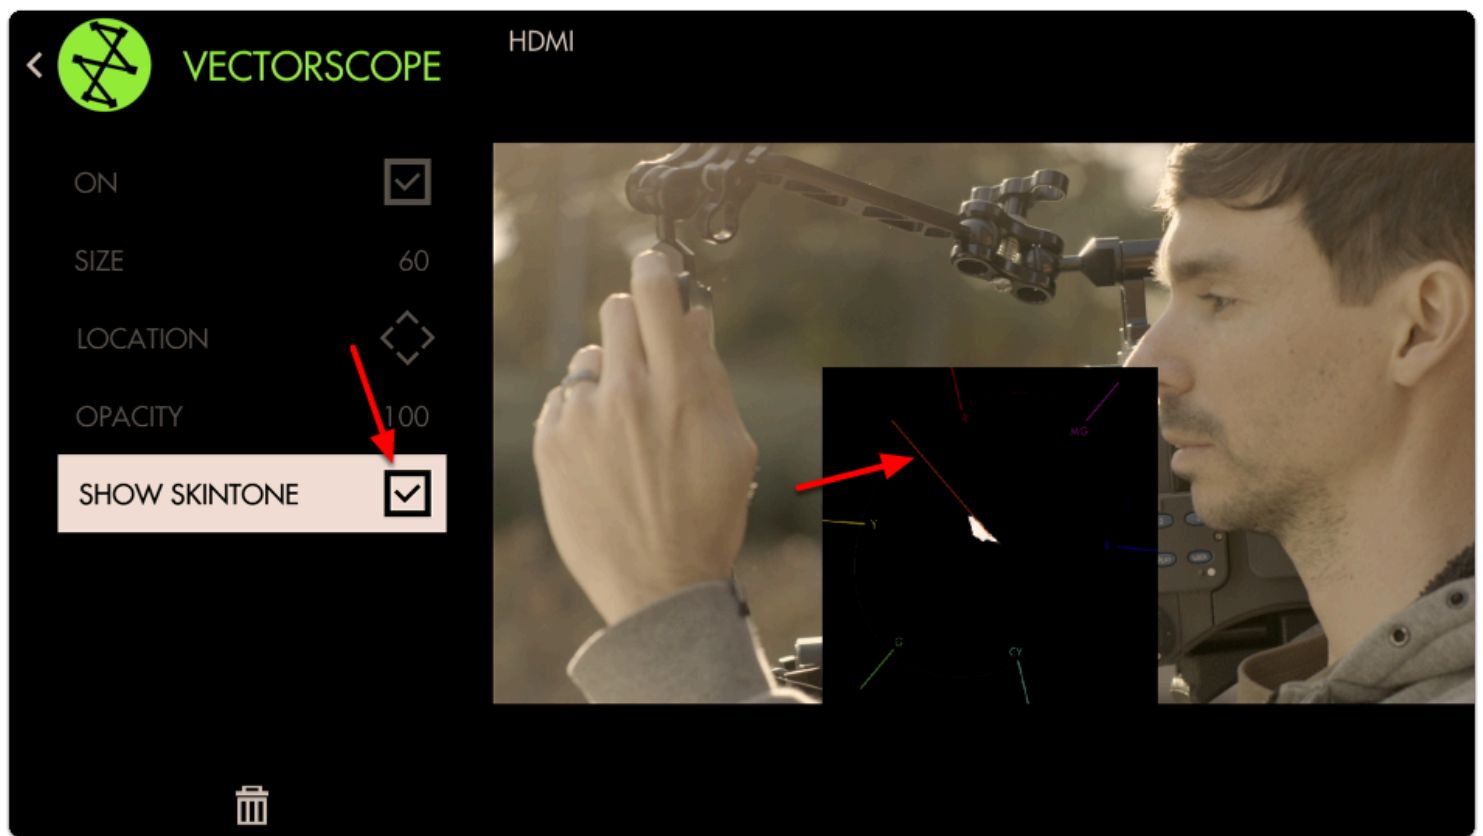 VECTORSCOPE
HDMI
ON
SIZE 60
LOCATION
OPACITY 100
SHOW SKINTONE
R
MG
Y
G
CY